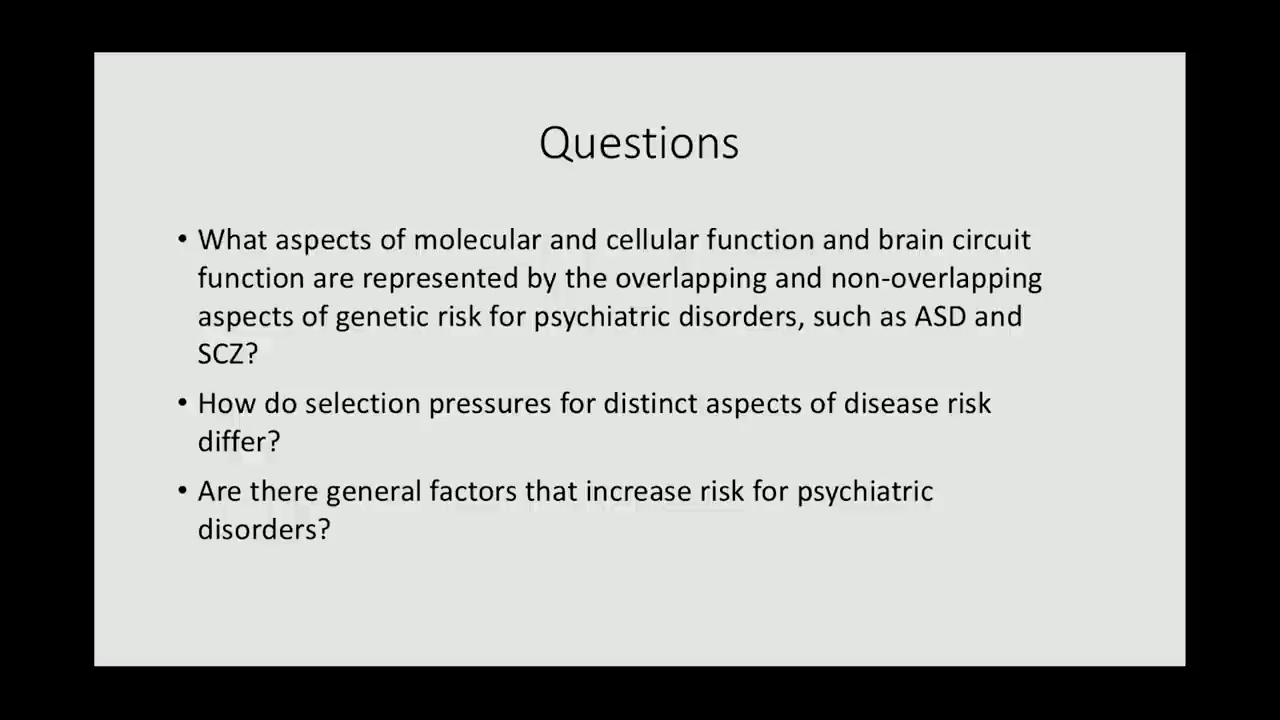 Questions
• What aspects of molecular and cellular function and brain circuit
function are represented by the overlapping and non-overlapping
aspects of genetic risk for psychiatric disorders, such as ASD and
SCZ?
• How do selection pressures for distinct aspects of disease risk
differ?
• Are there general factors that increase risk for psychiatric
disorders?